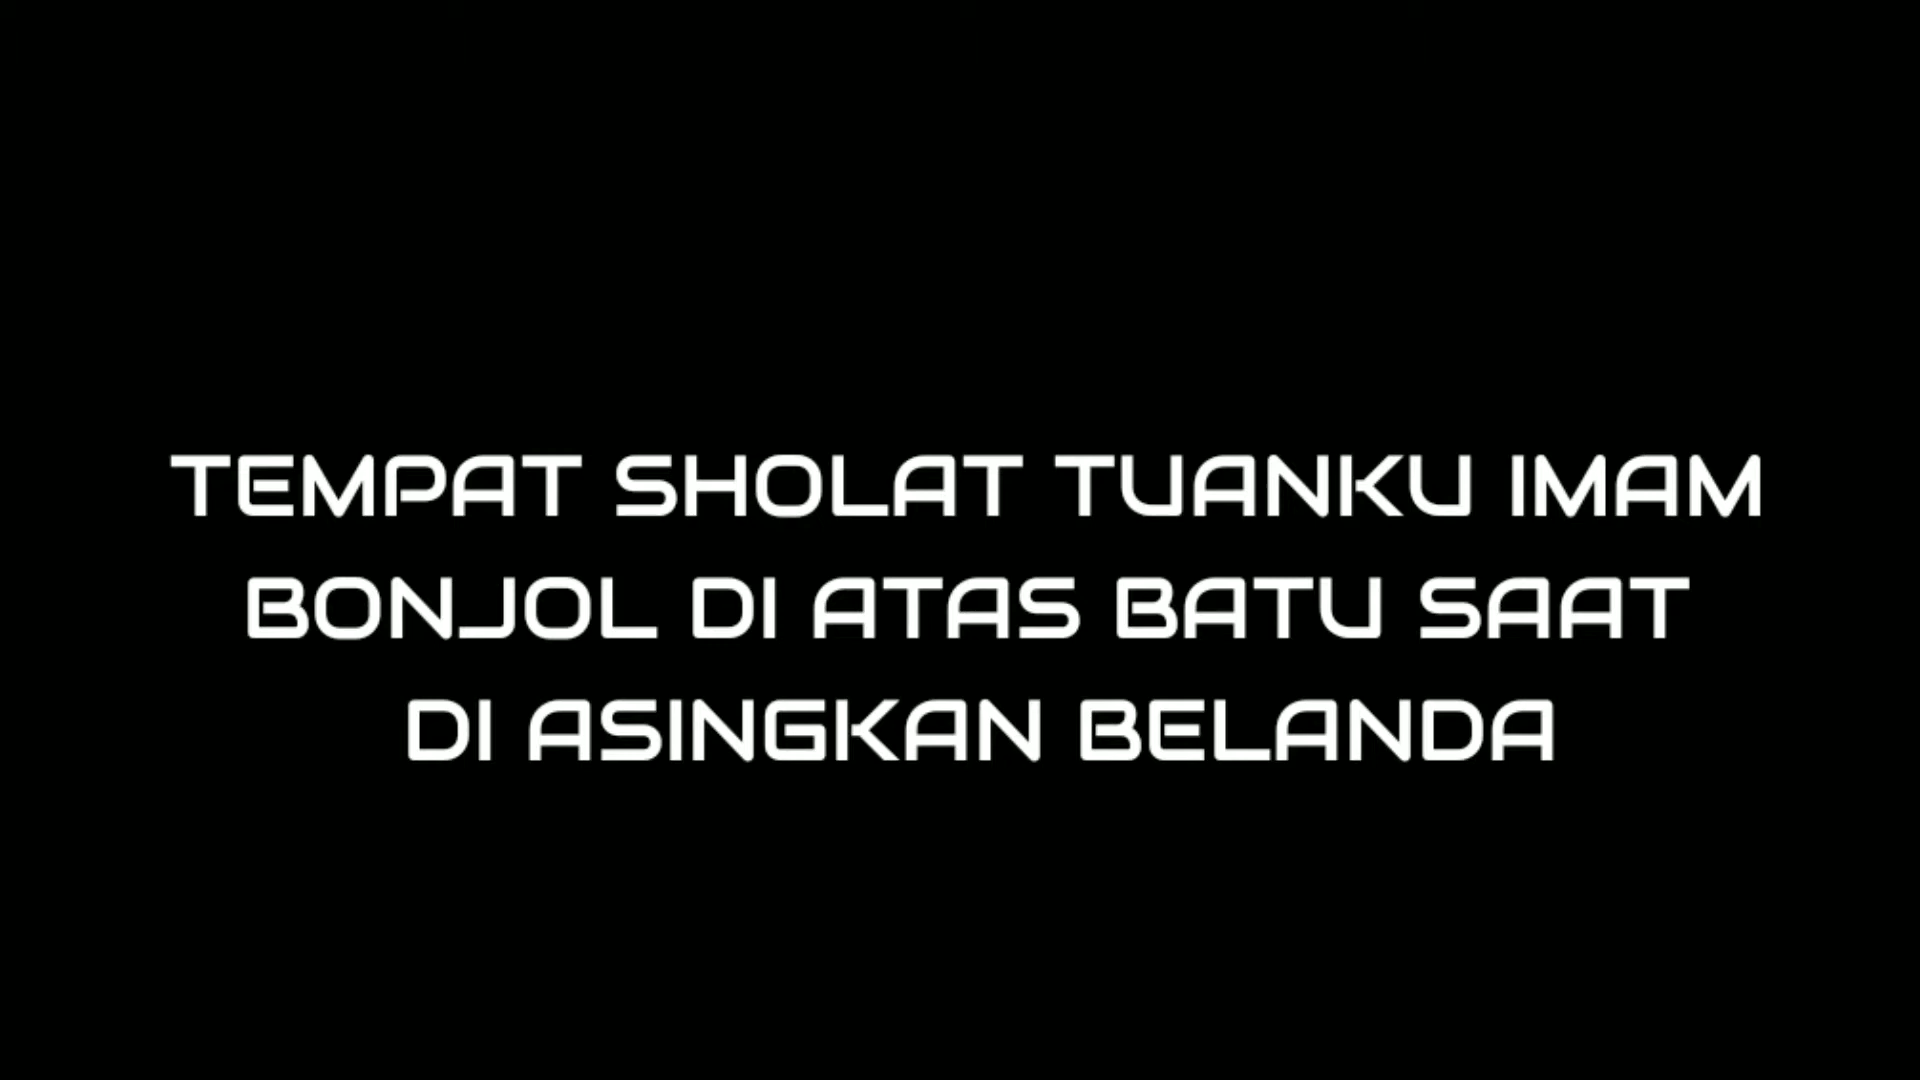 TEMPAT SHOLAT TUANKU IMAM
BONJOL DI ATAS BATU SAAT
DI ASINGKAN BELANDA